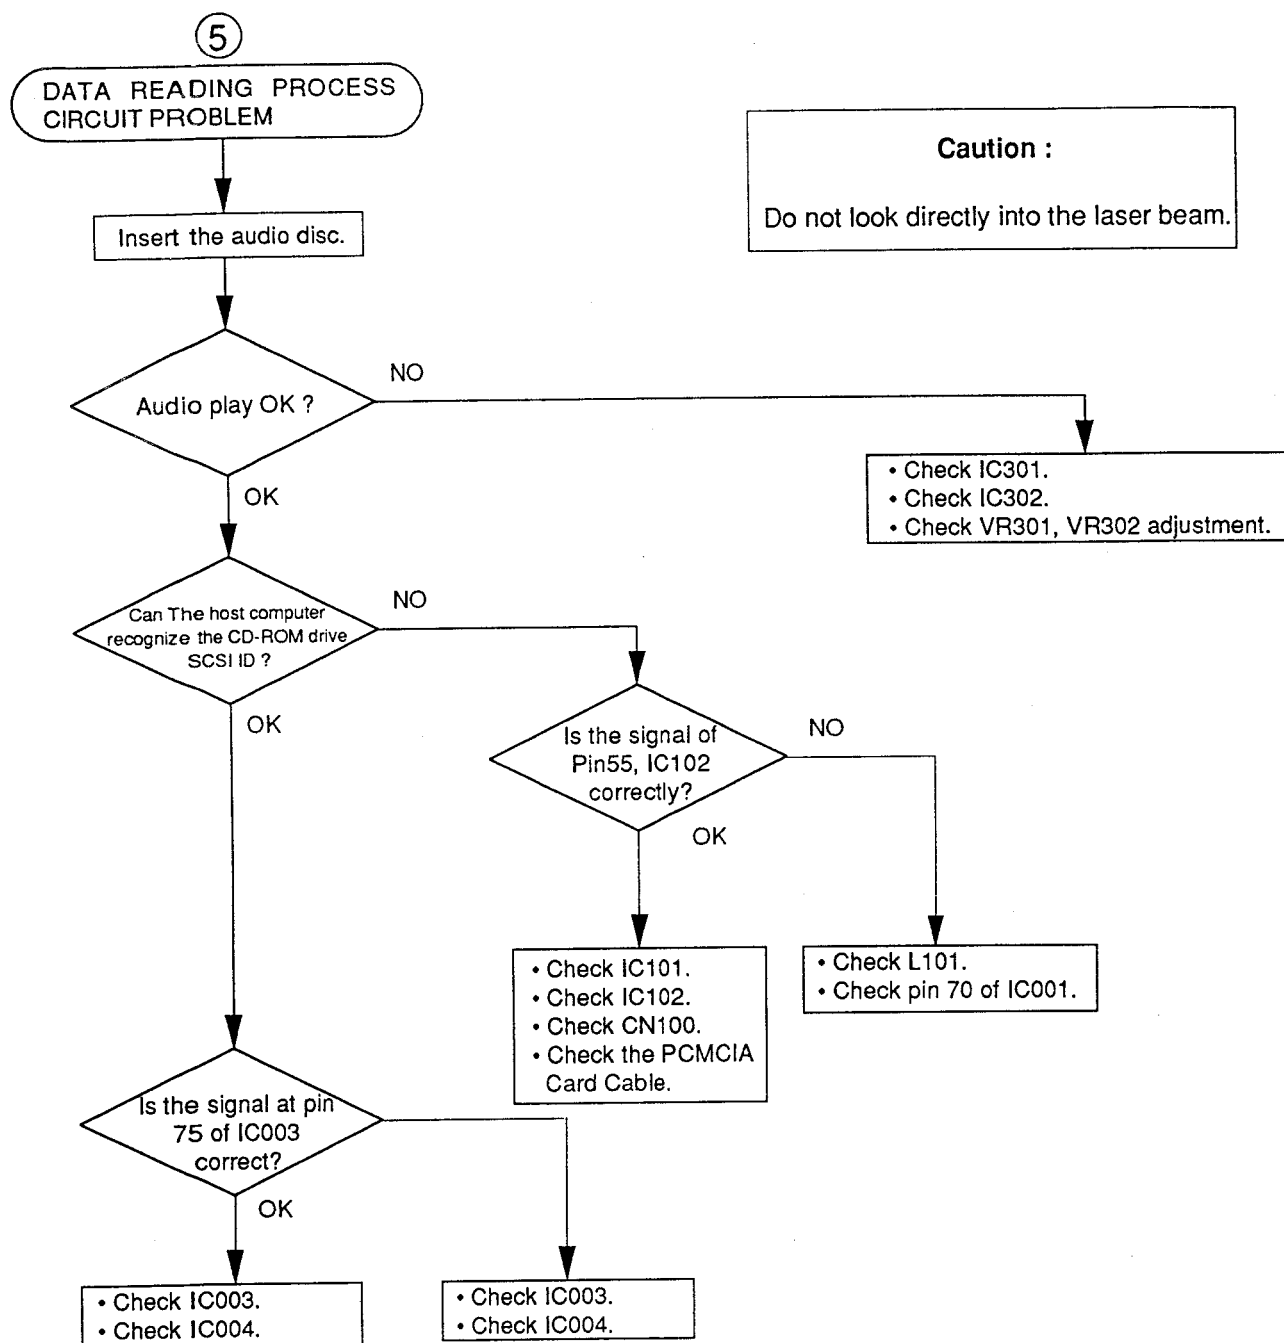 5
DATA READING PROCESS
CIRCUIT PROBLEM
Caution :
Do not look directly into the laser beam.
Insert the audio disc.
Audio play OK ?
NO
OK
• Check IC301.
• Check IC302.
• Check VR301, VR302 adjustment.
Can The host computer
recognize the CD-ROM drive
SCSI ID ?
NO
OK
Is the signal of
Pin55, IC102
correctly?
NO
OK
• Check IC101.
• Check IC102.
• Check CN100.
• Check the PCMCIA
Card Cable.
• Check L101.
• Check pin 70 of IC001.
Is the signal at pin
75 of IC003
correct?
OK
• Check IC003.
• Check IC004.
• Check IC003.
• Check IC004.